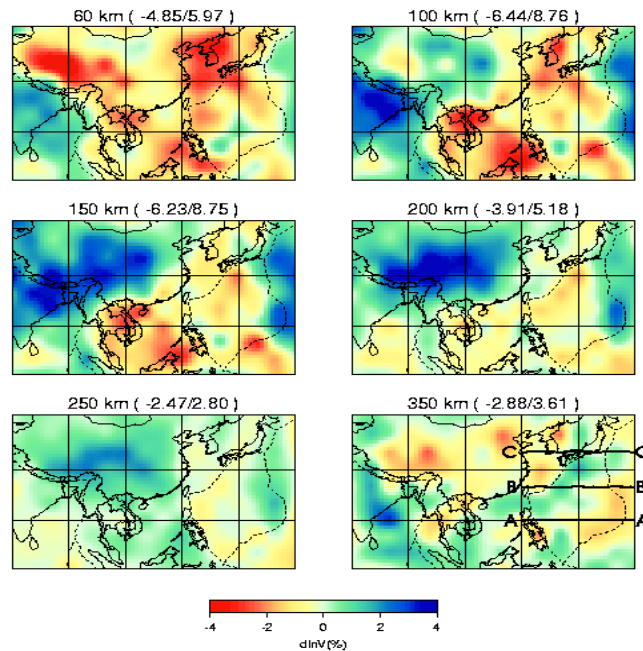 60 km ( -4.85/5.97 )
100 km ( -6.44/8.76 )
150 km ( -6.23/8.75 )
200 km ( -3.91/5.18 )
250 km ( -2.47/2.80 )
350 km ( -2.88/3.61 )
C C
B B
A A
-4 -2 0 2 4
dlnV(%)